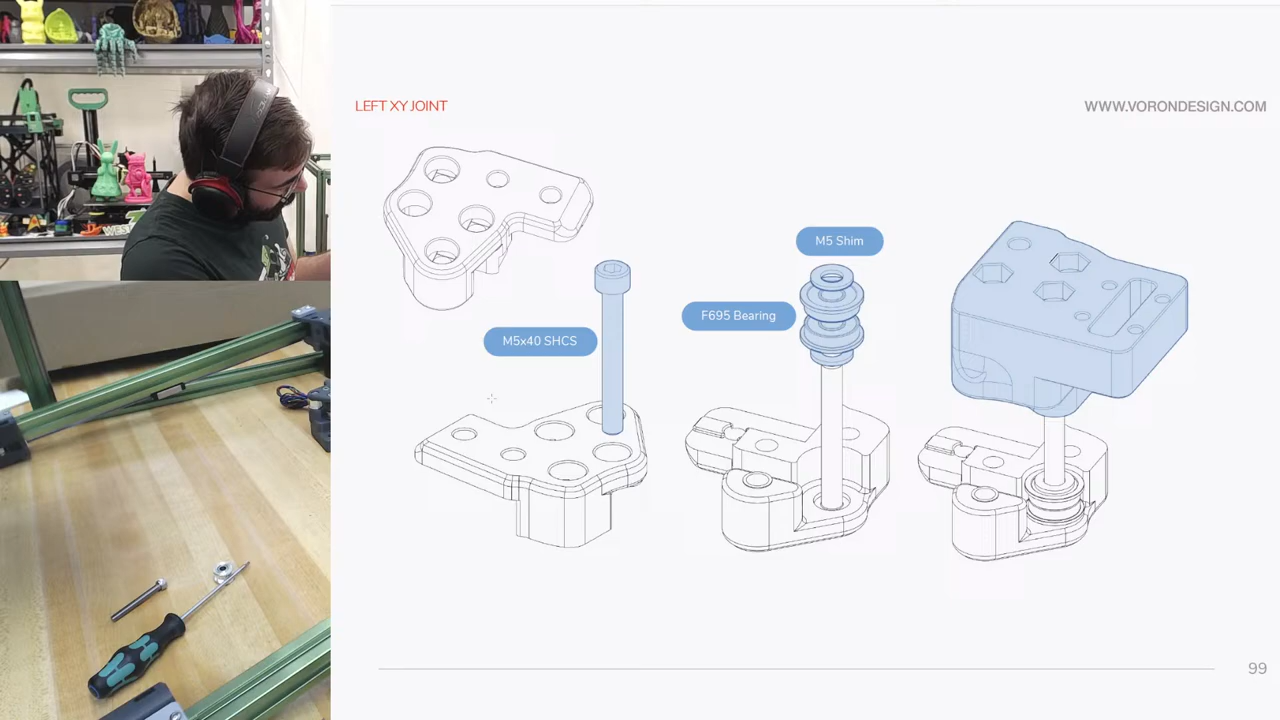 LEFT XY JOINT
WWW.VORONDESIGN.COM
M5 Shim
F695 Bearing
M5x40 SHCS
99